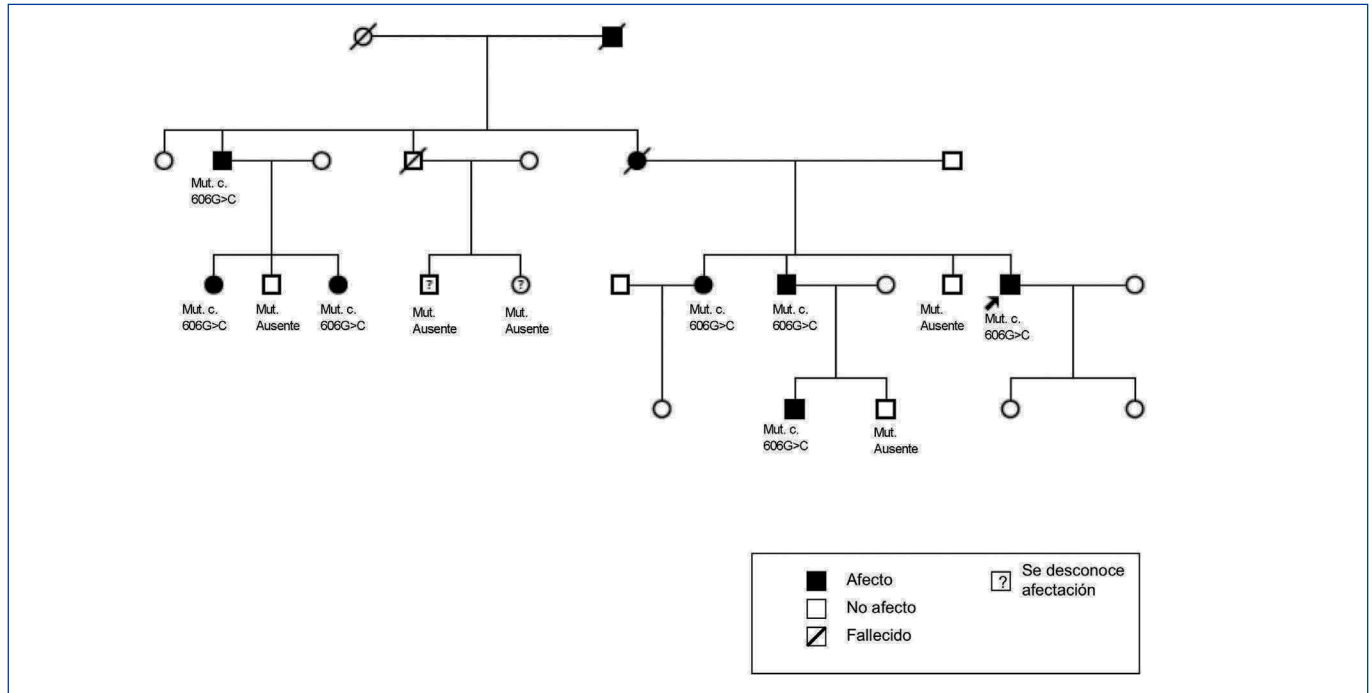 Mut. c.
606G>C
?
?
Mut. c.
606G>C
Mut.
Ausente
Mut. c.
606G>C
Mut.
Ausente
Mut.
Ausente
Mut. c.
606G>C
Mut. c.
606G>C
Mut.
Ausente
Mut. c.
606G>C
Mut. c.
606G>C
Mut.
Ausente
Afecto
No afecto
Fallecido
?
Se desconoce
afectación